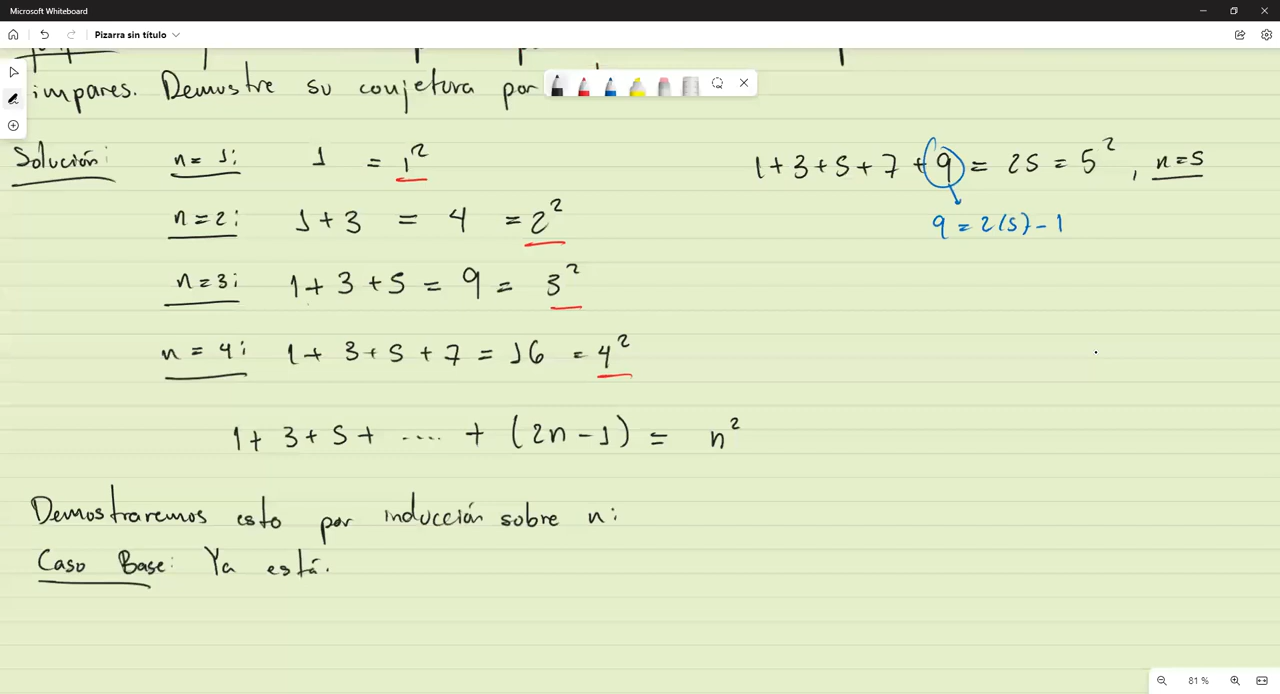 Microsoft Whiteboard
Pizarra sin título
impares. Demostre su conjetura por
Solución:
n=1: 1 = 1²
n=2: 1+3 = 4 = 2²
n=3: 1+3+5 = 9 = 3²
n=4: 1+3+5+7 = 16 = 4²
1+3+5+7+9 = 25 = 5², n=5
9 = 2(5)-1
1+3+5+ .... + (2n-1) = n²
Demostraremos esto por inducción sobre n:
Caso Base: Ya está.
81 %